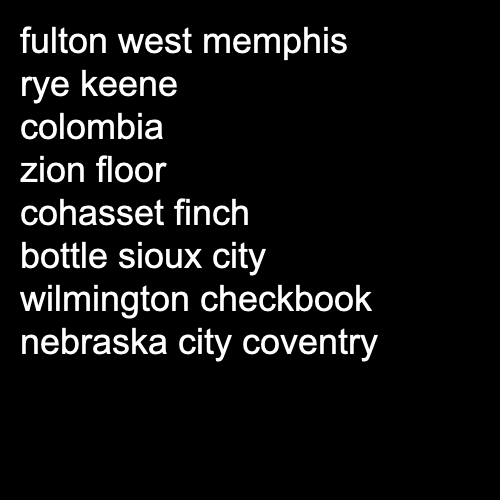 fulton west memphis
rye keene
colombia
zion floor
cohasset finch
bottle sioux city
wilmington checkbook
nebraska city coventry